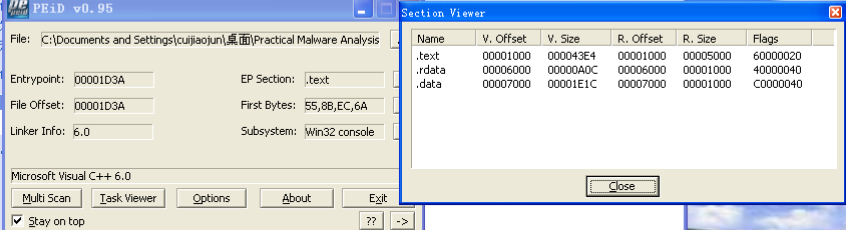 PEiD v0.95
File: C:\Documents and Settings\cuijiaojun\桌面\Practical Malware Analysis
Entrypoint: 00001D3A
EP Section: .text
File Offset: 00001D3A
First Bytes: 55,8B,EC,6A
Linker Info: 6.0
Subsystem: Win32 console
Microsoft Visual C++ 6.0
Multi Scan Task Viewer Options About Exit
Stay on top ?? ->
Section Viewer
Name V. Offset V. Size R. Offset R. Size Flags
.text 00001000 000043E4 00001000 00005000 60000020
.rdata 00006000 00000A0C 00006000 00001000 40000040
.data 00007000 00001E1C 00007000 00001000 C0000040
Close